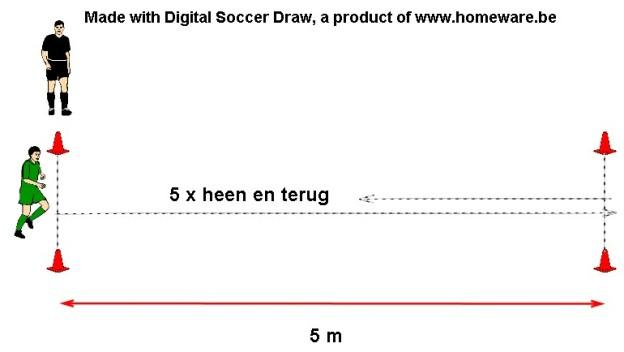 Made with Digital Soccer Draw, a product of www.homeware.be
5 x heen en terug
5 m